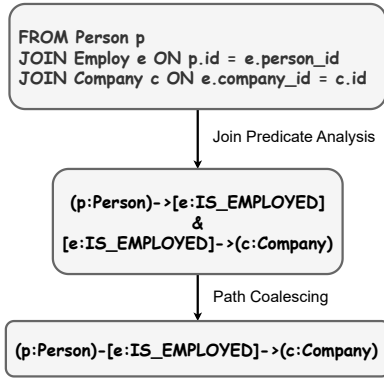 FROM Person p
JOIN Employ e ON p.id = e.person_id
JOIN Company c ON e.company_id = c.id
Join Predicate Analysis
(p:Person)->[e:IS_EMPLOYED]
&
[e:IS_EMPLOYED]->(c:Company)
Path Coalescing
(p:Person)-[e:IS_EMPLOYED]->(c:Company)